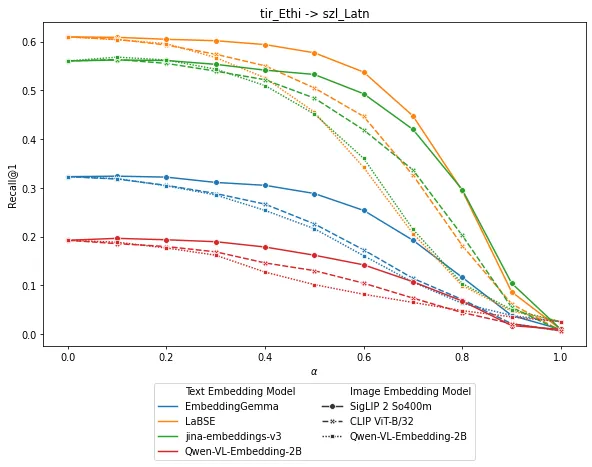 tir_Ethi -> szl_Latn
Recall@1
0.6
0.5
0.4
0.3
0.2
0.1
0.0
0.0 0.2 0.4 0.6 0.8 1.0
α
Text Embedding Model Image Embedding Model
EmbeddingGemma SigLIP 2 So400m
LaBSE CLIP ViT-B/32
jina-embeddings-v3 Qwen-VL-Embedding-2B
Qwen-VL-Embedding-2B